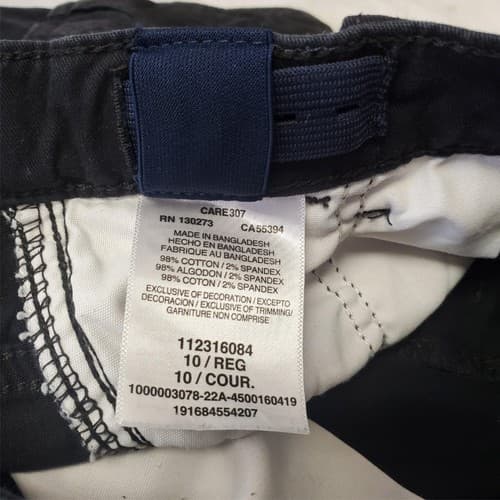 CARE307
RN 130273 CA55394
MADE IN BANGLADESH
HECHO EN BANGLADESH
FABRIQUE AU BANGLADESH
98% COTTON / 2% SPANDEX
98% ALGODON / 2% SPANDEX
98% COTON / 2% SPANDEX
EXCLUSIVE OF DECORATION / EXCEPTO
DECORACION / EXCLUSIVE OF TRIMMING/
GARNITURE NON COMPRISE
112316084
10 / REG
10 / COUR.
1000003078-22A-4500160419
191684554207